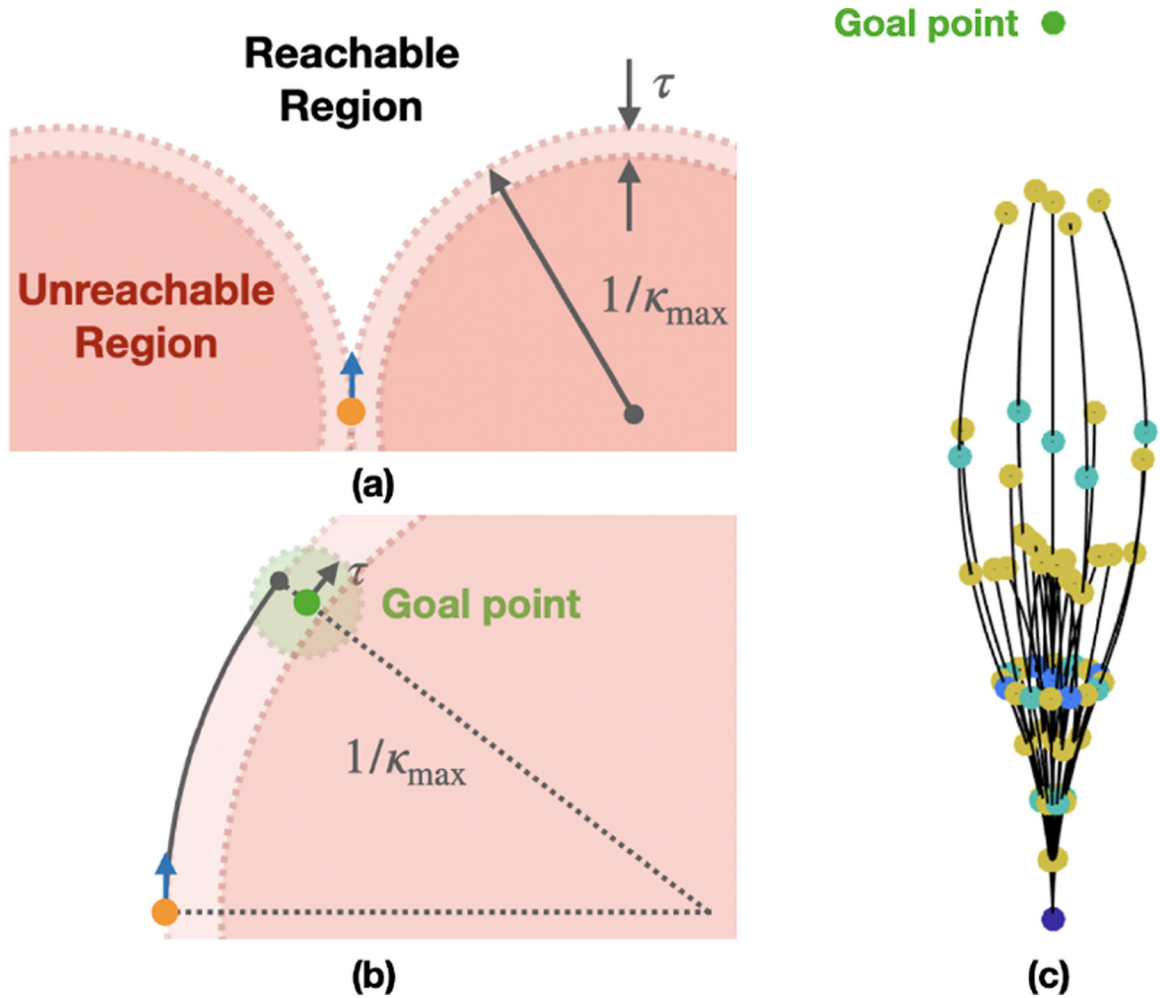 Reachable
Region
τ
1/κmax
Unreachable
Region
(a)
τ
Goal point
1/κmax
(b)
Goal point
(c)